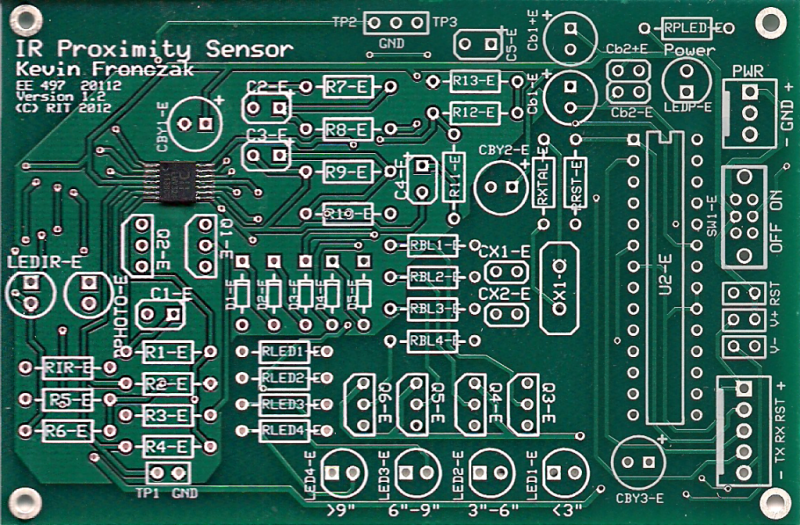 IR Proximity Sensor
Kevin Fronczak
EE 497 20112
Version 1.2
(C) RIT 2012
TP2
TP3
GND
C5-E
+
Cb1+E
+
RPLED-E
Cb2+E
Power
Cb2-E
LEDP-E
Cb1-E
+
PWR
- GND +
CBY1-E
+
C2-E
+
C3-E
+
R7-E
R8-E
R9-E
R10-E
R13-E
R12-E
C4-E
+
R11-E
CBY2-E
+
RXTAL
RRST-E
SW1-E
OFF ON
U2-E
Q2-E
Q1-E
LEDIR-E
PHOTO-E
C1-E
+
D1-E
D2-E
D3-E
D4-E
D5-E
RBL1-E
RBL2-E
RBL3-E
RBL4-E
CX1-E
CX2-E
X1-E
V- V+ RST
RIR-E
R5-E
R6-E
R1-E
R2-E
R3-E
R4-E
RLED1-E
RLED2-E
RLED3-E
RLED4-E
Q6-E
Q5-E
Q4-E
Q3-E
- TX RX RST +
TP1 GND
LED4-E
LED3-E
LED2-E
LED1-E
CBY3-E
+
>9"
6"-9"
3"-6"
<3"